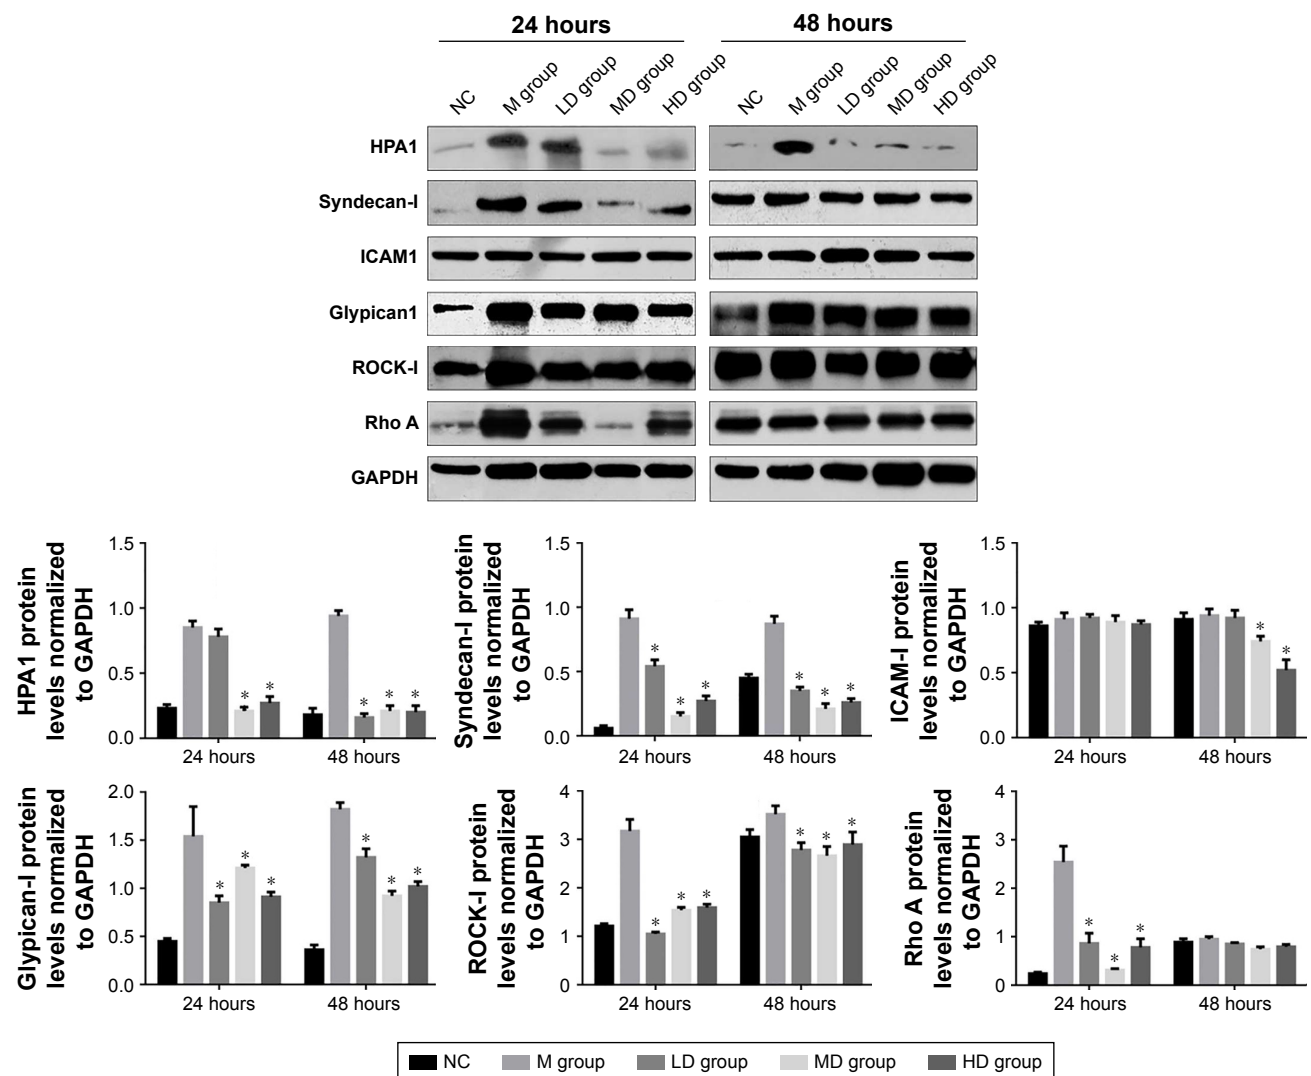 24 hours 48 hours
NC M group LD group MD group HD group NC M group LD group MD group HD group
HPA1
Syndecan-I
ICAM1
Glypican1
ROCK-I
Rho A
GAPDH
HPA1 protein
levels normalized
to GAPDH
1.5
1.0
0.5
0.0
* * * * *
24 hours 48 hours
Syndecan-I protein
levels normalized
to GAPDH
1.5
1.0
0.5
0.0
* * * * * *
24 hours 48 hours
ICAM-I protein
levels normalized
to GAPDH
1.5
1.0
0.5
0.0
* *
24 hours 48 hours
Glypican-I protein
levels normalized
to GAPDH
2.0
1.5
1.0
0.5
0.0
* * * * * *
24 hours 48 hours
ROCK-I protein
levels normalized
to GAPDH
4
3
2
1
0
* * * * * *
24 hours 48 hours
Rho A protein
levels normalized
to GAPDH
4
3
2
1
0
* * *
24 hours 48 hours
NC M group LD group MD group HD group